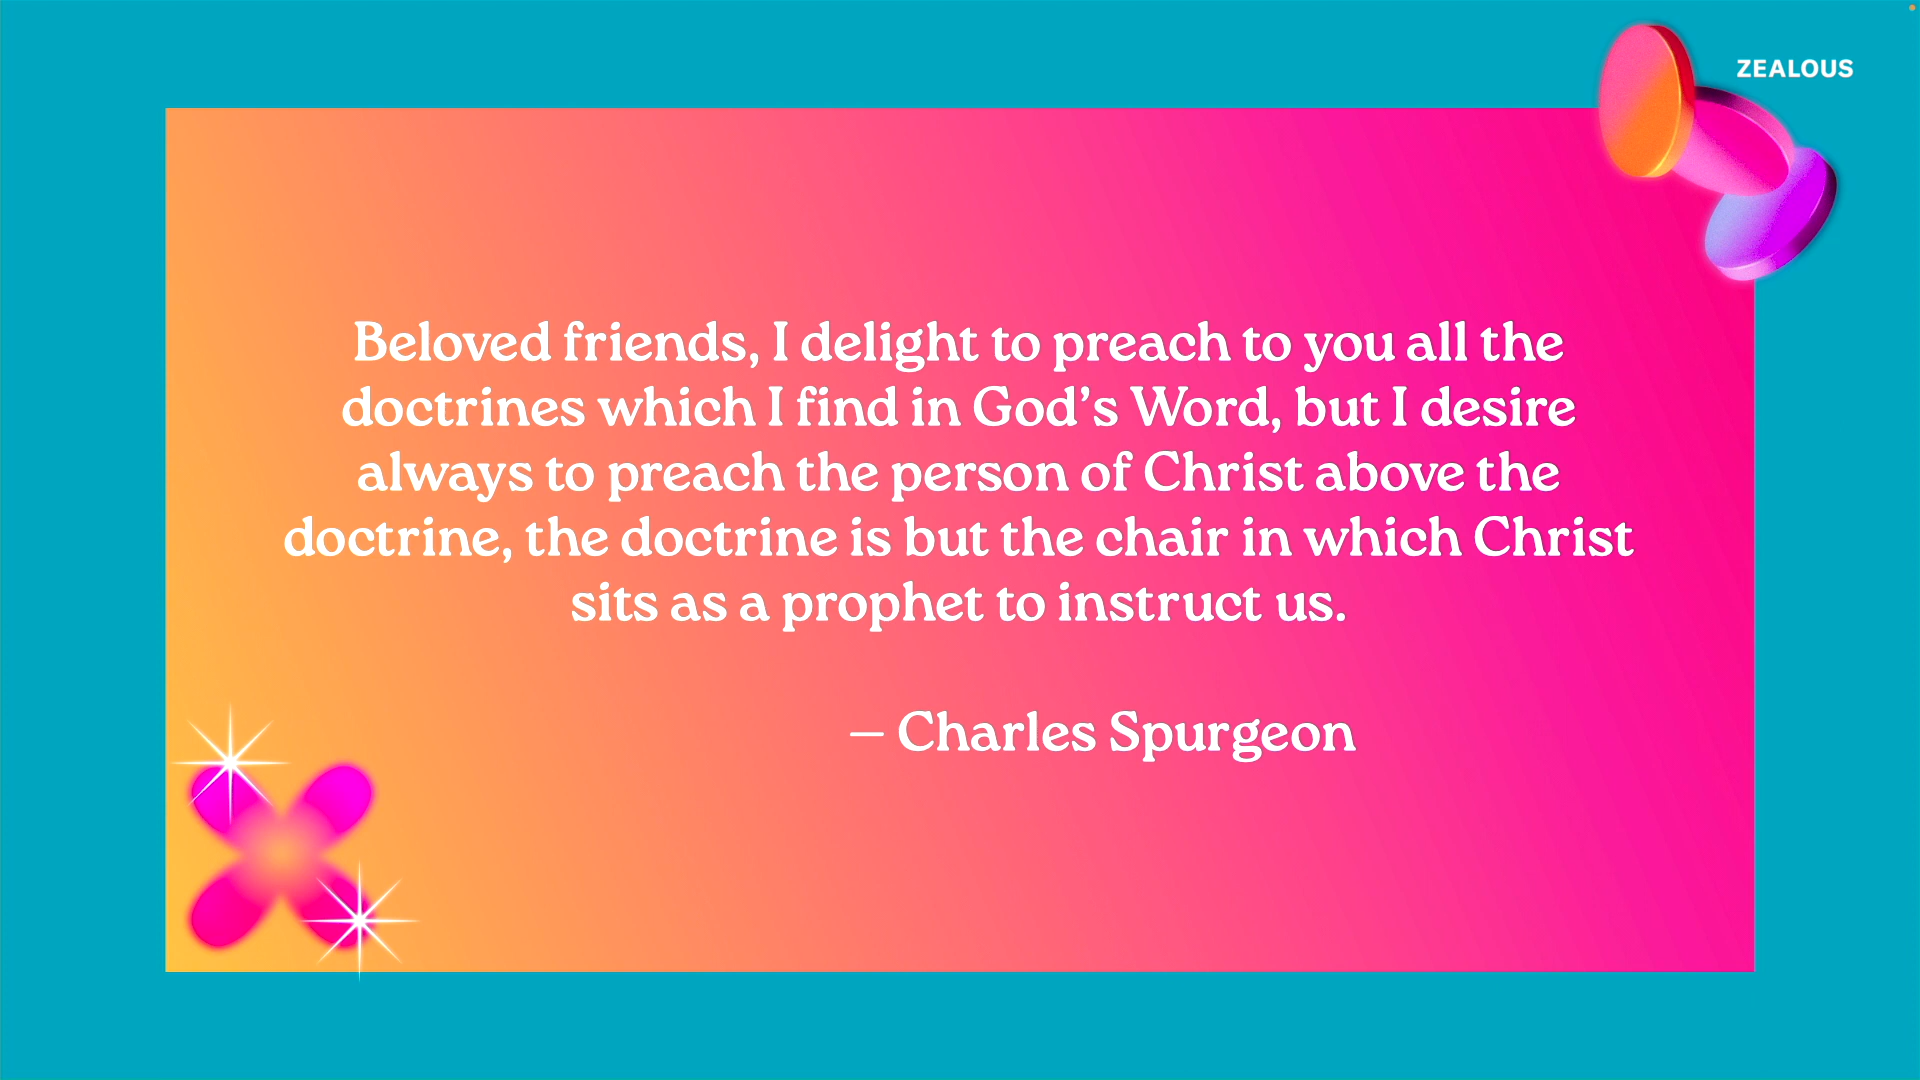 ZEALOUS
Beloved friends, I delight to preach to you all the
doctrines which I find in God’s Word, but I desire
always to preach the person of Christ above the
doctrine, the doctrine is but the chair in which Christ
sits as a prophet to instruct us.
— Charles Spurgeon